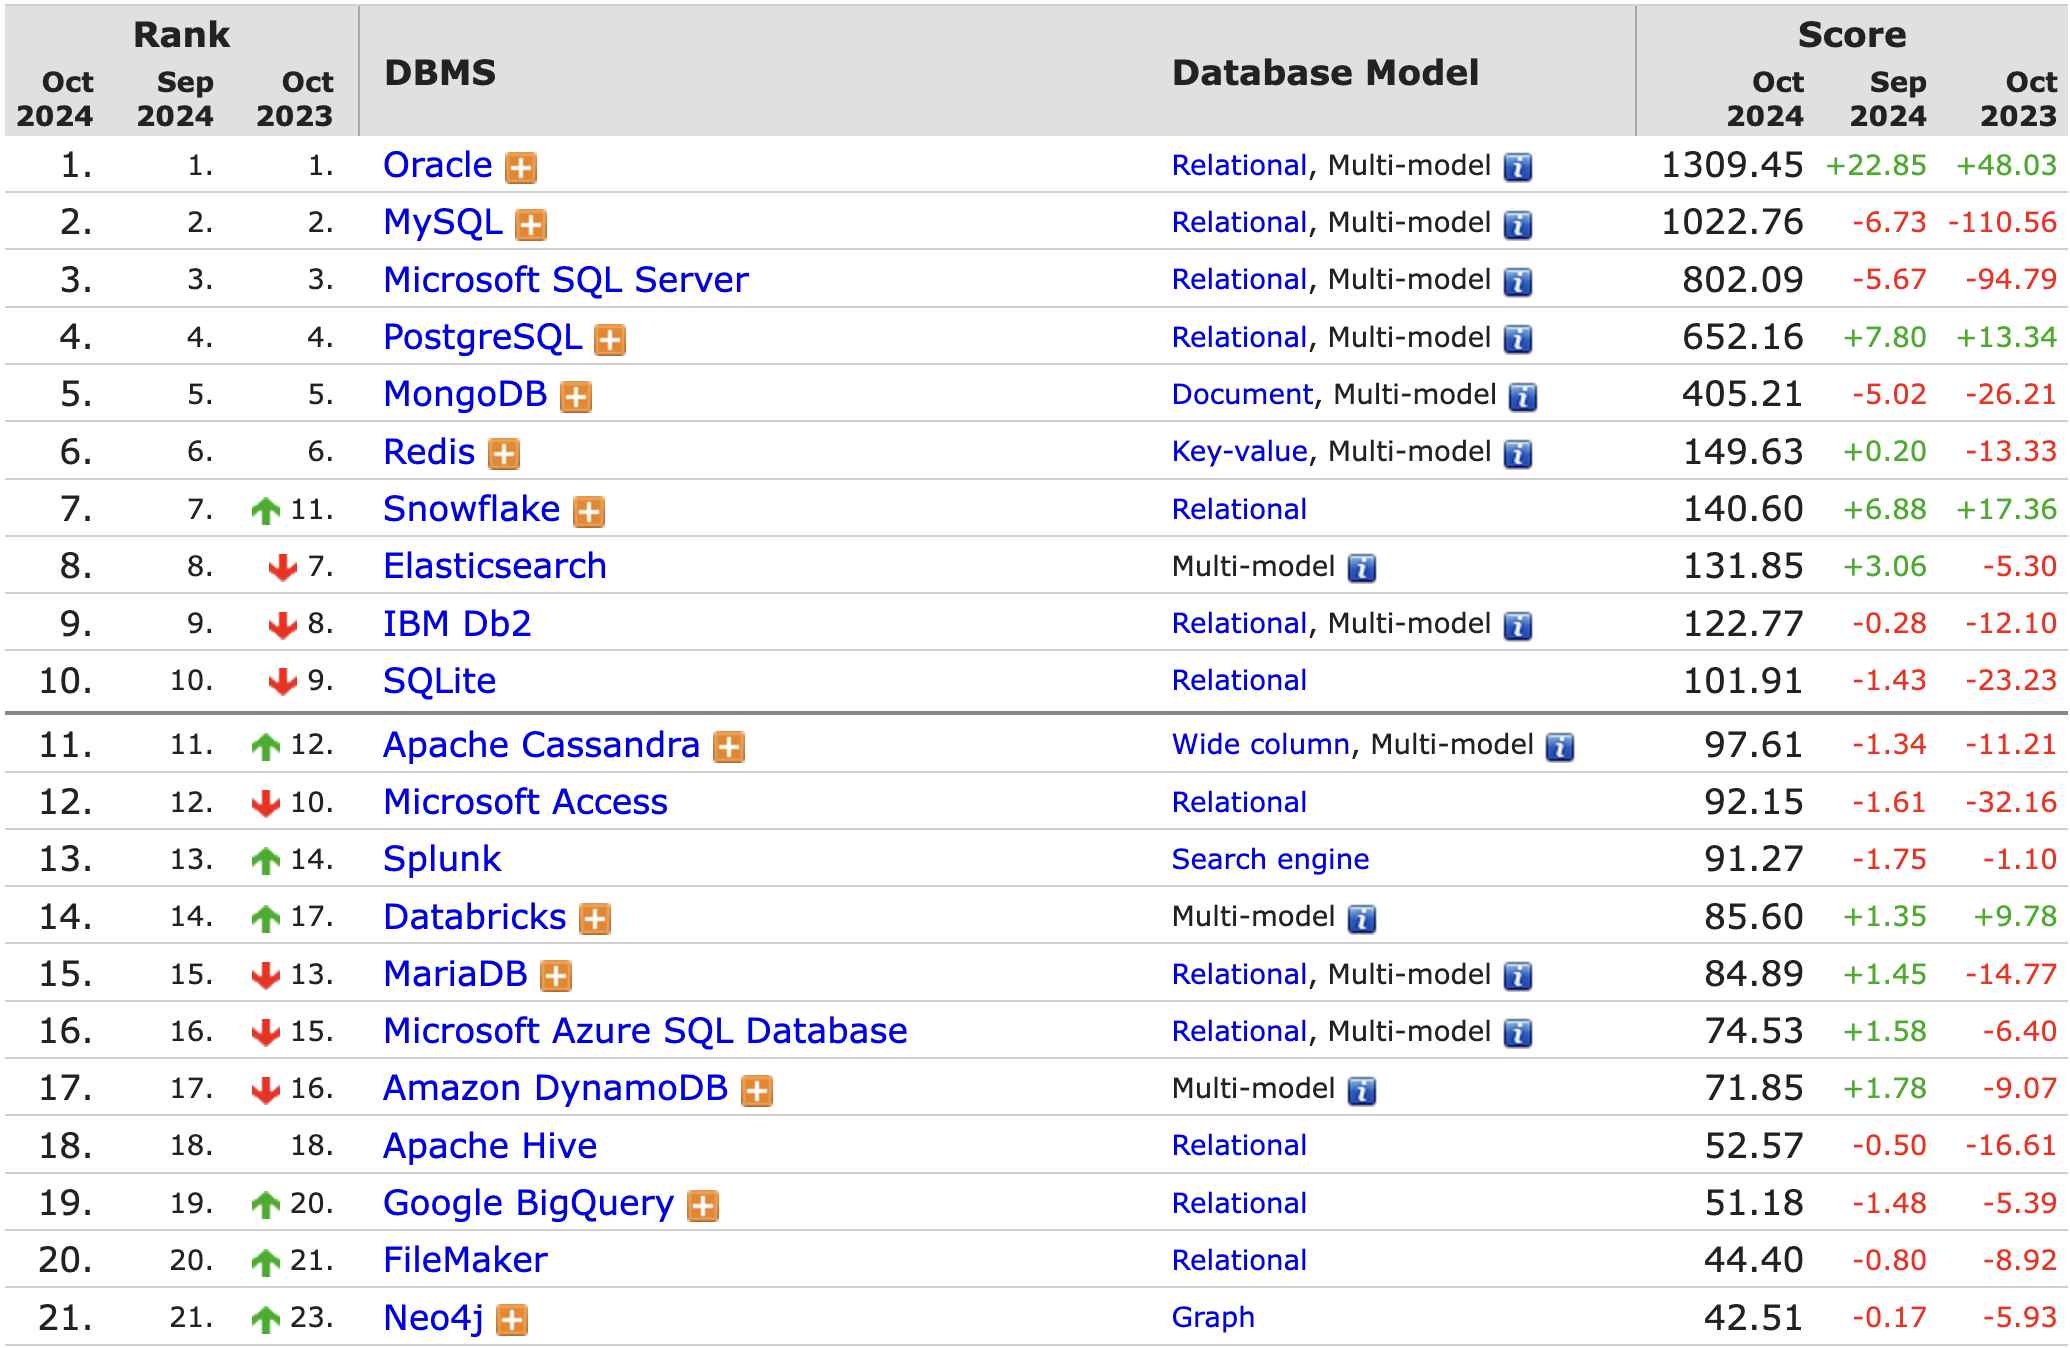 Rank Score
Oct Sep Oct DBMS Database Model Oct Sep Oct
2024 2024 2023 2024 2024 2023
1. 1. 1. Oracle Relational, Multi-model 1309.45 +22.85 +48.03
2. 2. 2. MySQL Relational, Multi-model 1022.76 -6.73 -110.56
3. 3. 3. Microsoft SQL Server Relational, Multi-model 802.09 -5.67 -94.79
4. 4. 4. PostgreSQL Relational, Multi-model 652.16 +7.80 +13.34
5. 5. 5. MongoDB Document, Multi-model 405.21 -5.02 -26.21
6. 6. 6. Redis Key-value, Multi-model 149.63 +0.20 -13.33
7. 7. 11. Snowflake Relational 140.60 +6.88 +17.36
8. 8. 7. Elasticsearch Multi-model 131.85 +3.06 -5.30
9. 9. 8. IBM Db2 Relational, Multi-model 122.77 -0.28 -12.10
10. 10. 9. SQLite Relational 101.91 -1.43 -23.23
11. 11. 12. Apache Cassandra Wide column, Multi-model 97.61 -1.34 -11.21
12. 12. 10. Microsoft Access Relational 92.15 -1.61 -32.16
13. 13. 14. Splunk Search engine 91.27 -1.75 -1.10
14. 14. 17. Databricks Multi-model 85.60 +1.35 +9.78
15. 15. 13. MariaDB Relational, Multi-model 84.89 +1.45 -14.77
16. 16. 15. Microsoft Azure SQL Database Relational, Multi-model 74.53 +1.58 -6.40
17. 17. 16. Amazon DynamoDB Multi-model 71.85 +1.78 -9.07
18. 18. 18. Apache Hive Relational 52.57 -0.50 -16.61
19. 19. 20. Google BigQuery Relational 51.18 -1.48 -5.39
20. 20. 21. FileMaker Relational 44.40 -0.80 -8.92
21. 21. 23. Neo4j Graph 42.51 -0.17 -5.93